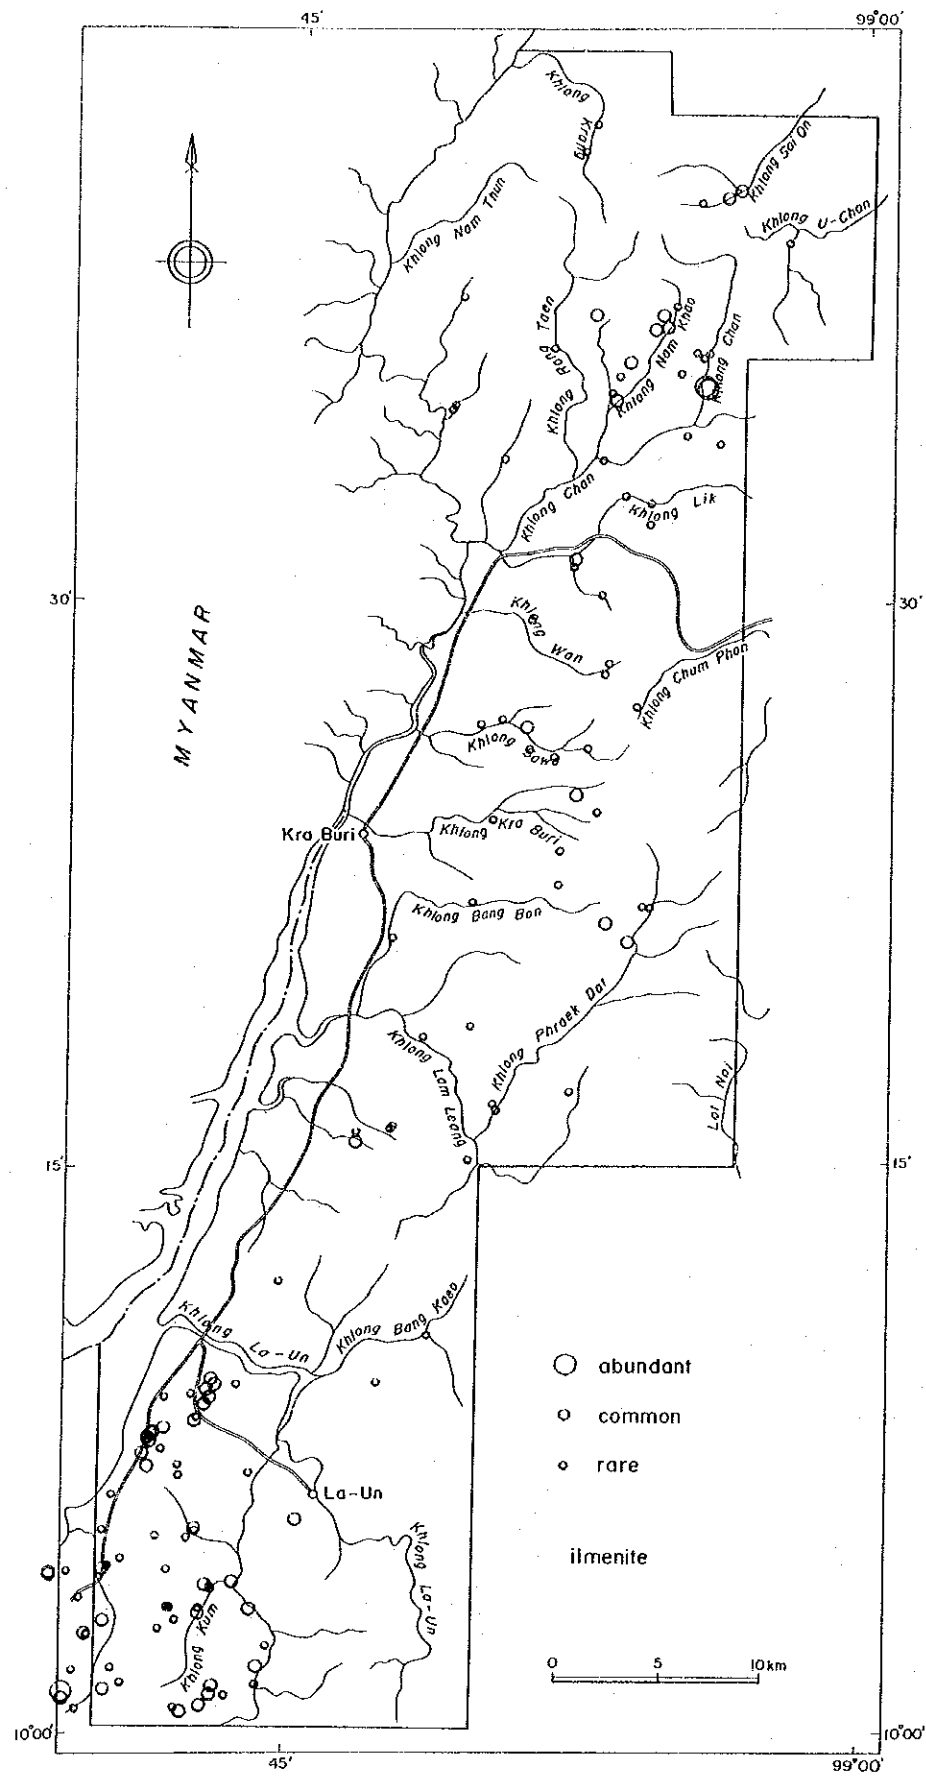 45'
99°00'
Khlong
Krang
Khlong Sai On
Khlong U-Chan
Khlong Nam Thun
Khlong Rong Taen
Khlong Nam Khao
Khlong Chan
Khlong Chan
Khlong Lik
30'
30'
MYANMAR
Khlong Wan
Khlong Chum Phon
Khlong Bowe
Kra Buri
Khlong Kra Buri
Khlong Bang Bon
Khlong Phraek Dat
Khlong Lam Leang
Lai Nai
15'
15'
Khlong La-Un
Khlong Bang Kaeo
abundant
common
rare
La-Un
ilmenite
Khlong La-Un
Khlong Kum
0 5 10km
10°00'
10°00'
45'
99°00'